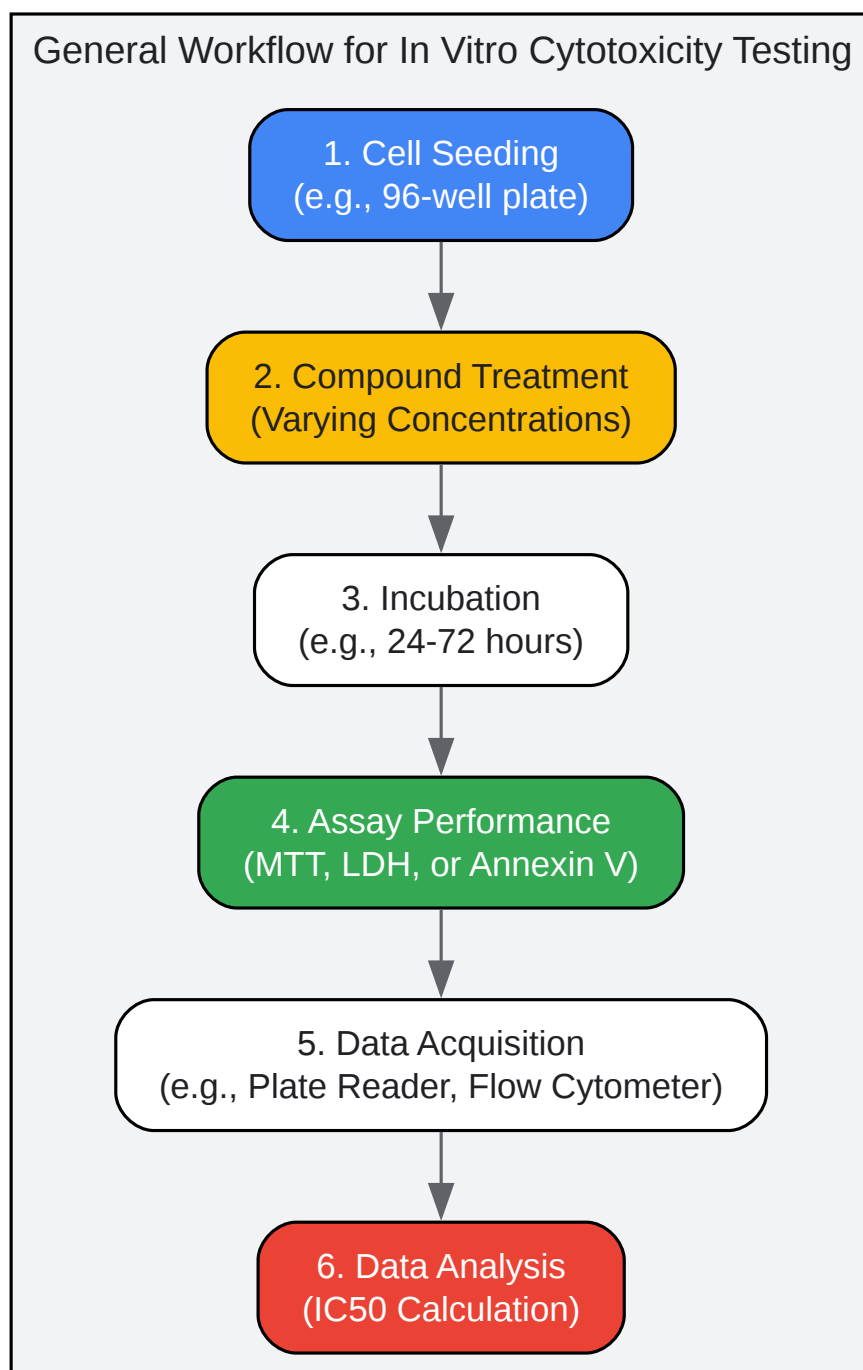 General Workflow for In Vitro Cytotoxicity Testing
1. Cell Seeding
(e.g., 96-well plate)
2. Compound Treatment
(Varying Concentrations)
3. Incubation
(e.g., 24-72 hours)
4. Assay Performance
(MTT, LDH, or Annexin V)
5. Data Acquisition
(e.g., Plate Reader, Flow Cytometer)
6. Data Analysis
(IC50 Calculation)